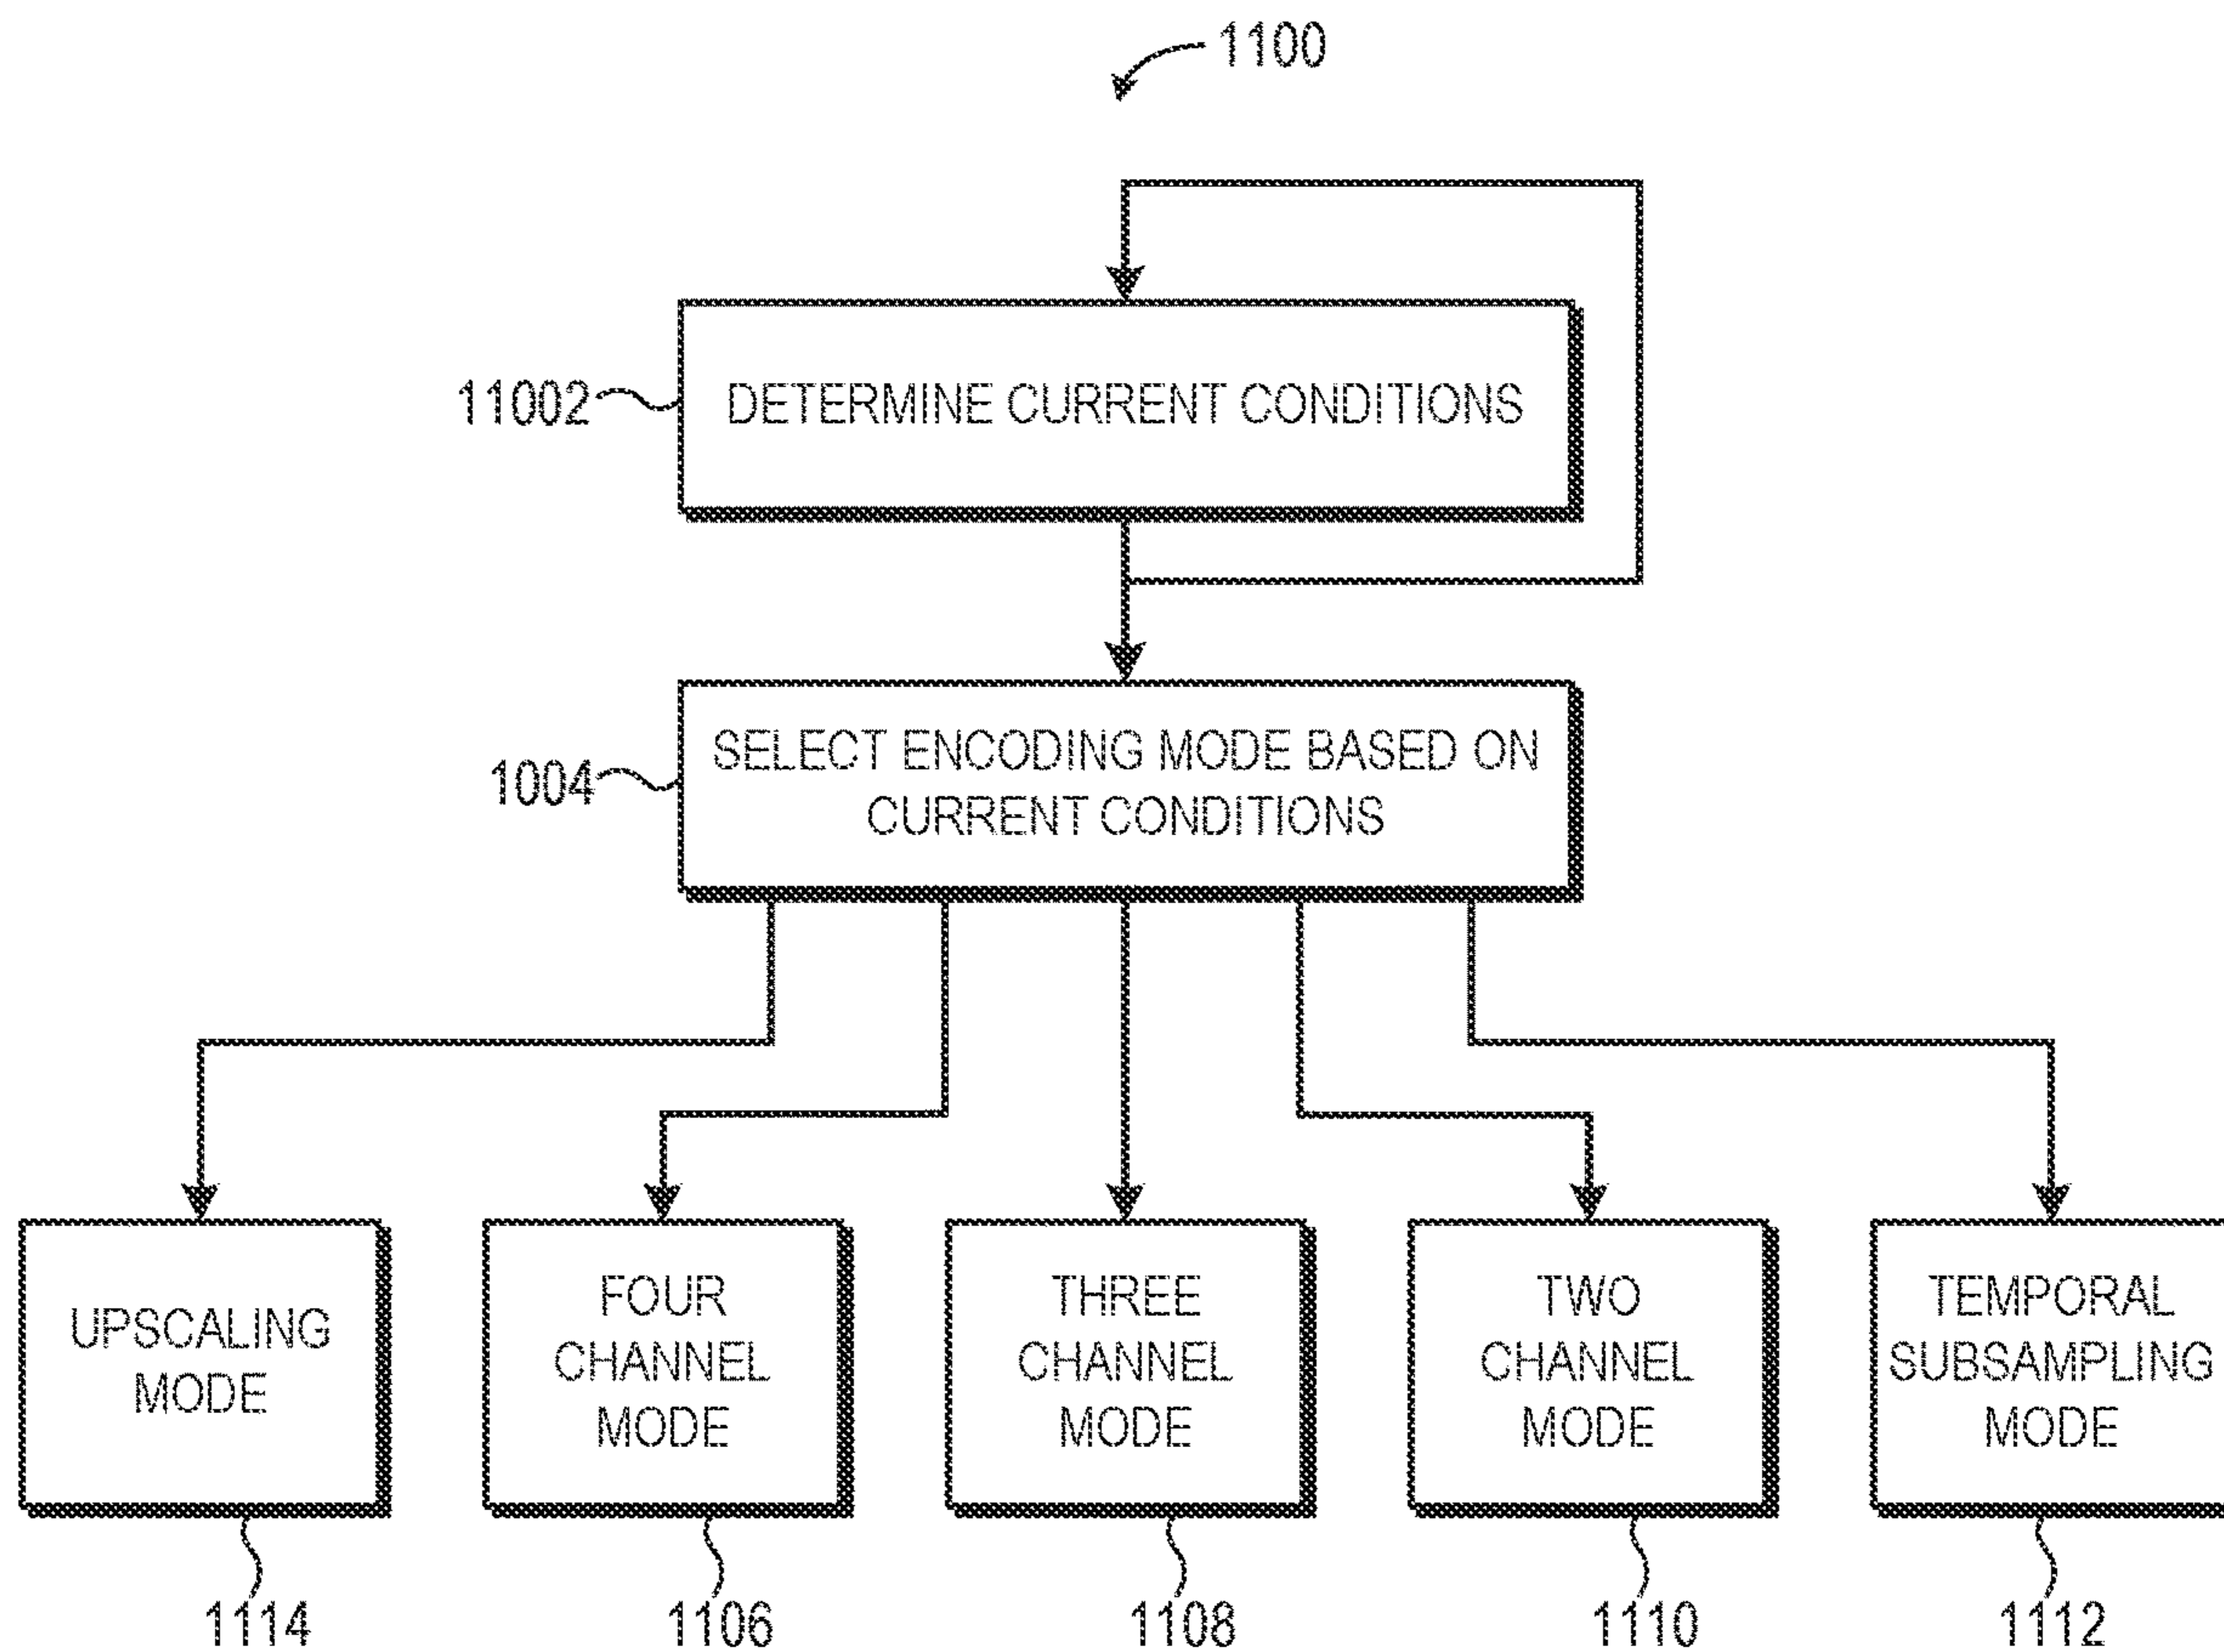 1100
11002
DETERMINE CURRENT CONDITIONS
1004
SELECT ENCODING MODE BASED ON
CURRENT CONDITIONS
UPSCALING
MODE
FOUR
CHANNEL
MODE
THREE
CHANNEL
MODE
TWO
CHANNEL
MODE
TEMPORAL
SUBSAMPLING
MODE
1114
1106
1108
1110
1112